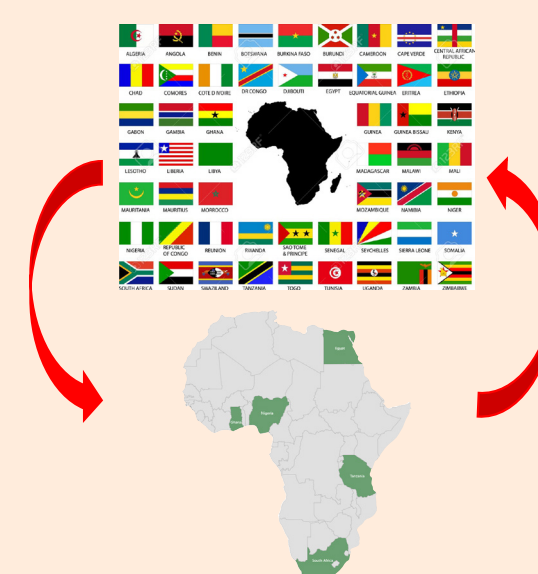 ALGERIA ANGOLA BENIN BOTSWANA BURKINA FASO BURUNDI CAMEROON CAPE VERDE CENTRAL AFRICAN REPUBLIC
CHAD COMORES COTE D'IVOIRE DR CONGO DJIBOUTI EGYPT EQUATORIAL GUINEA ERITREA ETHIOPIA
GABON GAMBIA GHANA GUINEA GUINEA BISSAU KENYA
LESOTHO LIBERIA LIBYA MADAGASCAR MALAWI MALI
MAURITANIA MAURITIUS MOROCCO MOZAMBIQUE NAMIBIA NIGER
NIGERIA REPUBLIC OF CONGO REUNION RWANDA SAO TOME & PRINCIPE SENEGAL SEYCHELLES SIERRA LEONE SOMALIA
SOUTH AFRICA SUDAN SWAZILAND TANZANIA TOGO TUNISIA UGANDA ZAMBIA ZIMBABWE
Egypt
Ghana Nigeria
Tanzania
South Africa